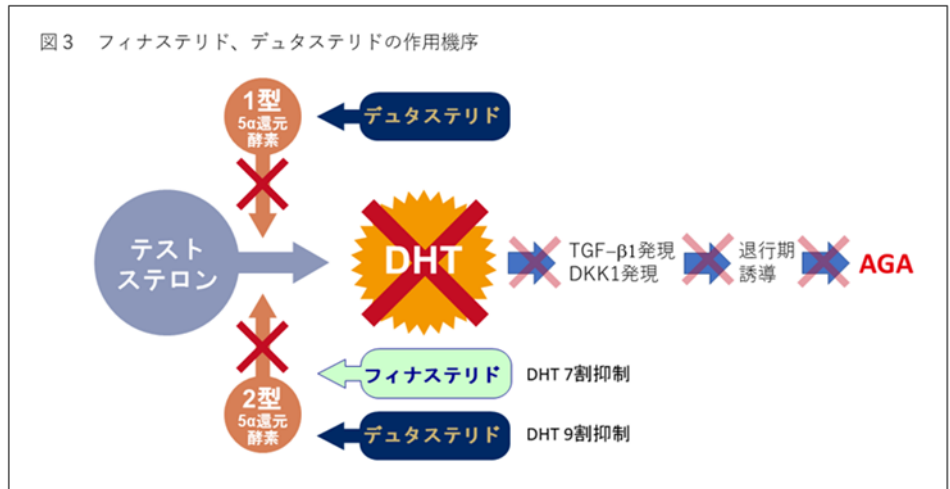 図3 フィナステリド、デュタステリドの作用機序
1型
5α還元
酵素
デュタステリド
テスト
ステロン
DHT
TGF−β1発現
DKK1発現
退行期
誘導
AGA
フィナステリド
DHT 7割抑制
2型
5α還元
酵素
デュタステリド
DHT 9割抑制